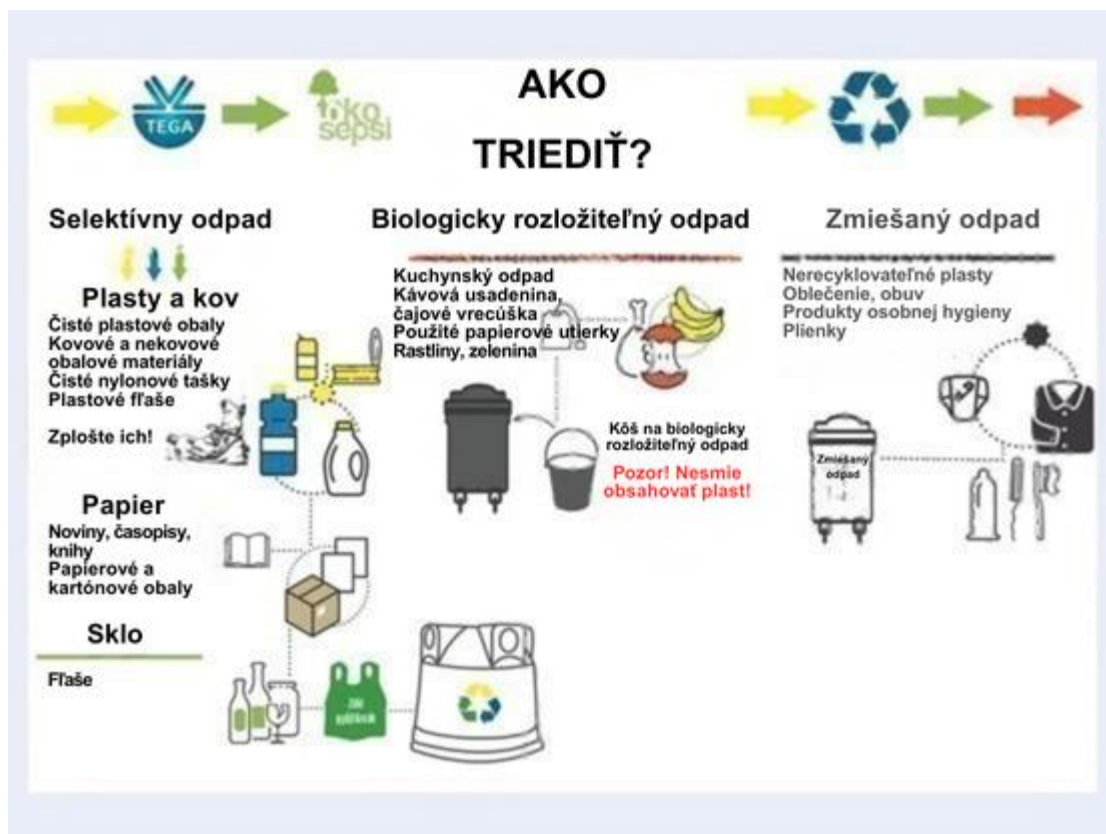 AKO
TRIEDIŤ?
TEGA
öko
sepsi
Selektívny odpad
Plasty a kov
Čisté plastové obaly
Kovové a nekovové
obalové materiály
Čisté nylonové tašky
Plastové fľaše
Zplošte ich!
Papier
Noviny, časopisy,
knihy
Papierové a
kartónové obaly
Sklo
Fľaše
Biologicky rozložiteľný odpad
Kuchynský odpad
Kávová usadenina,
čajové vrecúška
Použité papierové utierky
Rastliny, zelenina
Kôš na biologicky
rozložiteľný odpad
Pozor! Nesmie
obsahovať plast!
Zmiešaný odpad
Nerecyklovateľné plasty
Oblečenie, obuv
Produkty osobnej hygieny
Plienky
Zmiešaný
odpad